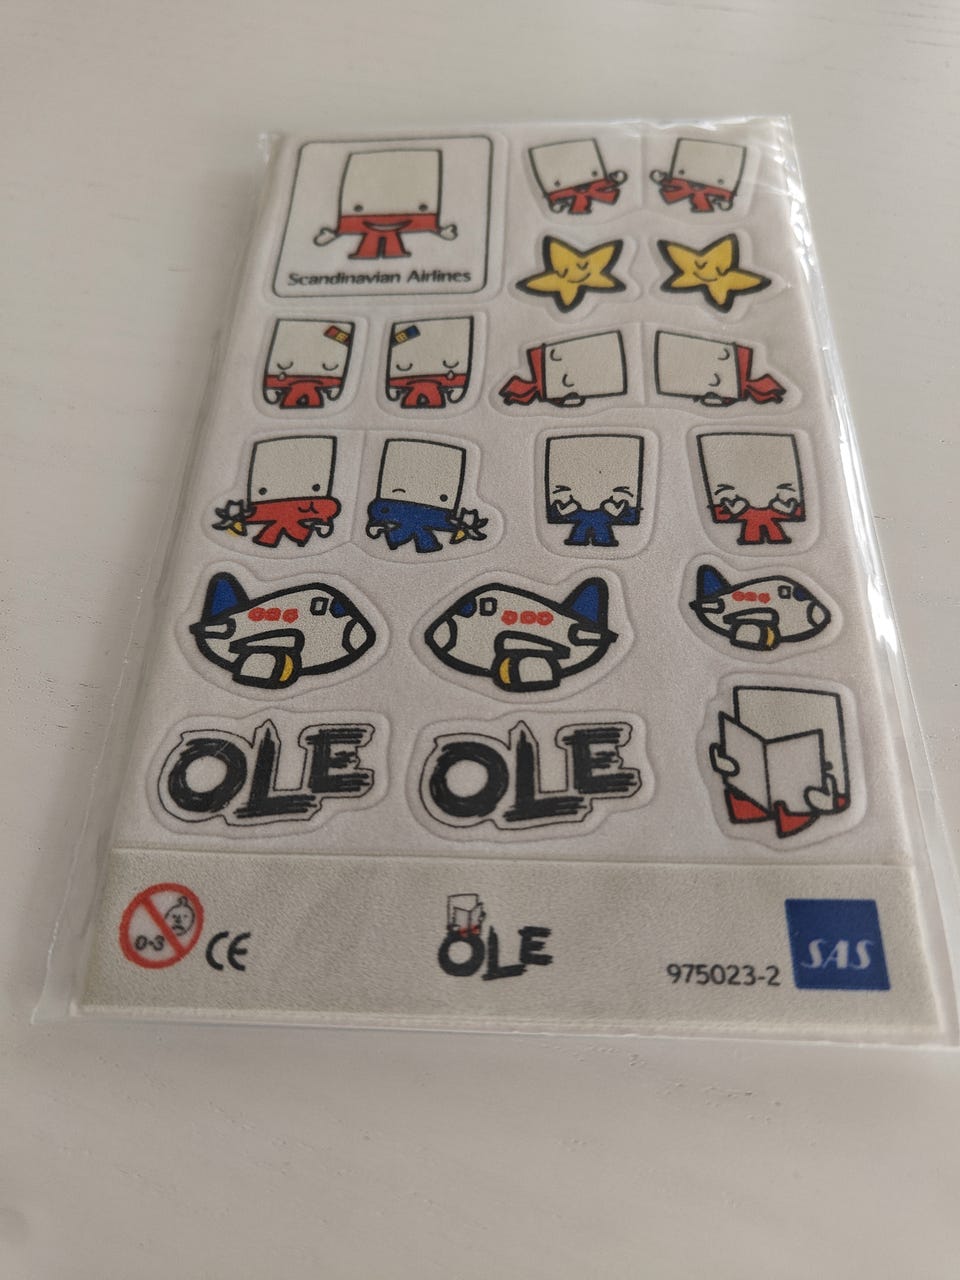 Scandinavian Airlines
OLE
OLE
0-3
CE
OLE
975023-2
SAS